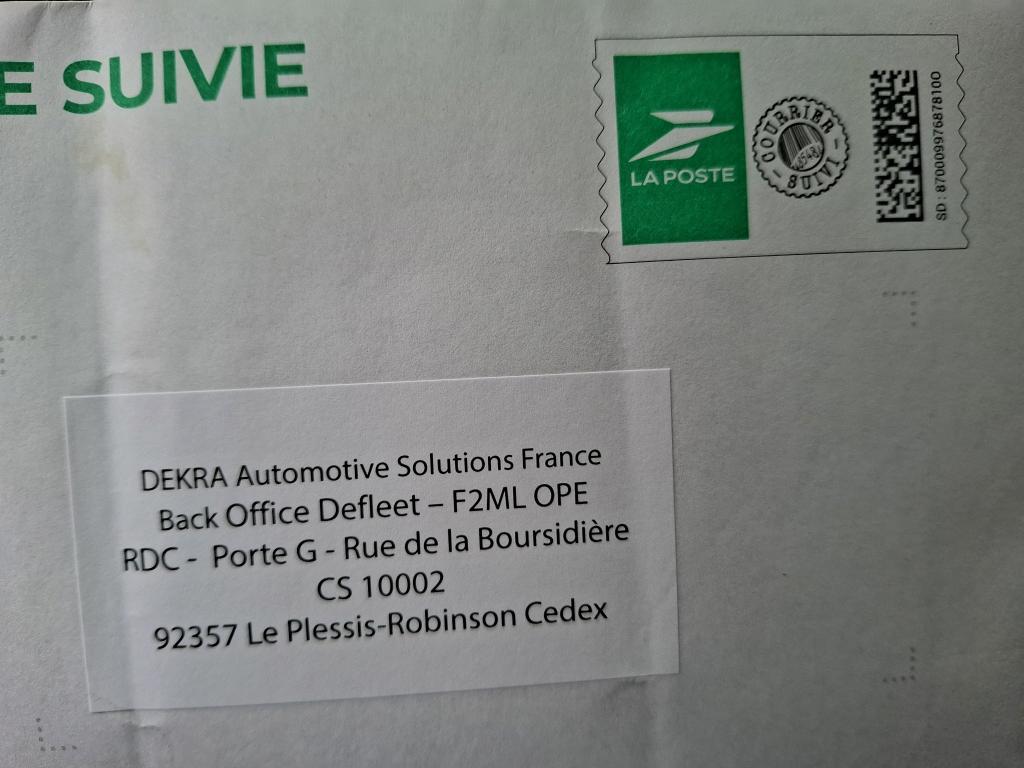 E SUIVIE
LA POSTE
COURRIER
SUIVI
SD : 870009976878100
DEKRA Automotive Solutions France
Back Office Defleet – F2ML OPE
RDC - Porte G - Rue de la Boursidière
CS 10002
92357 Le Plessis-Robinson Cedex